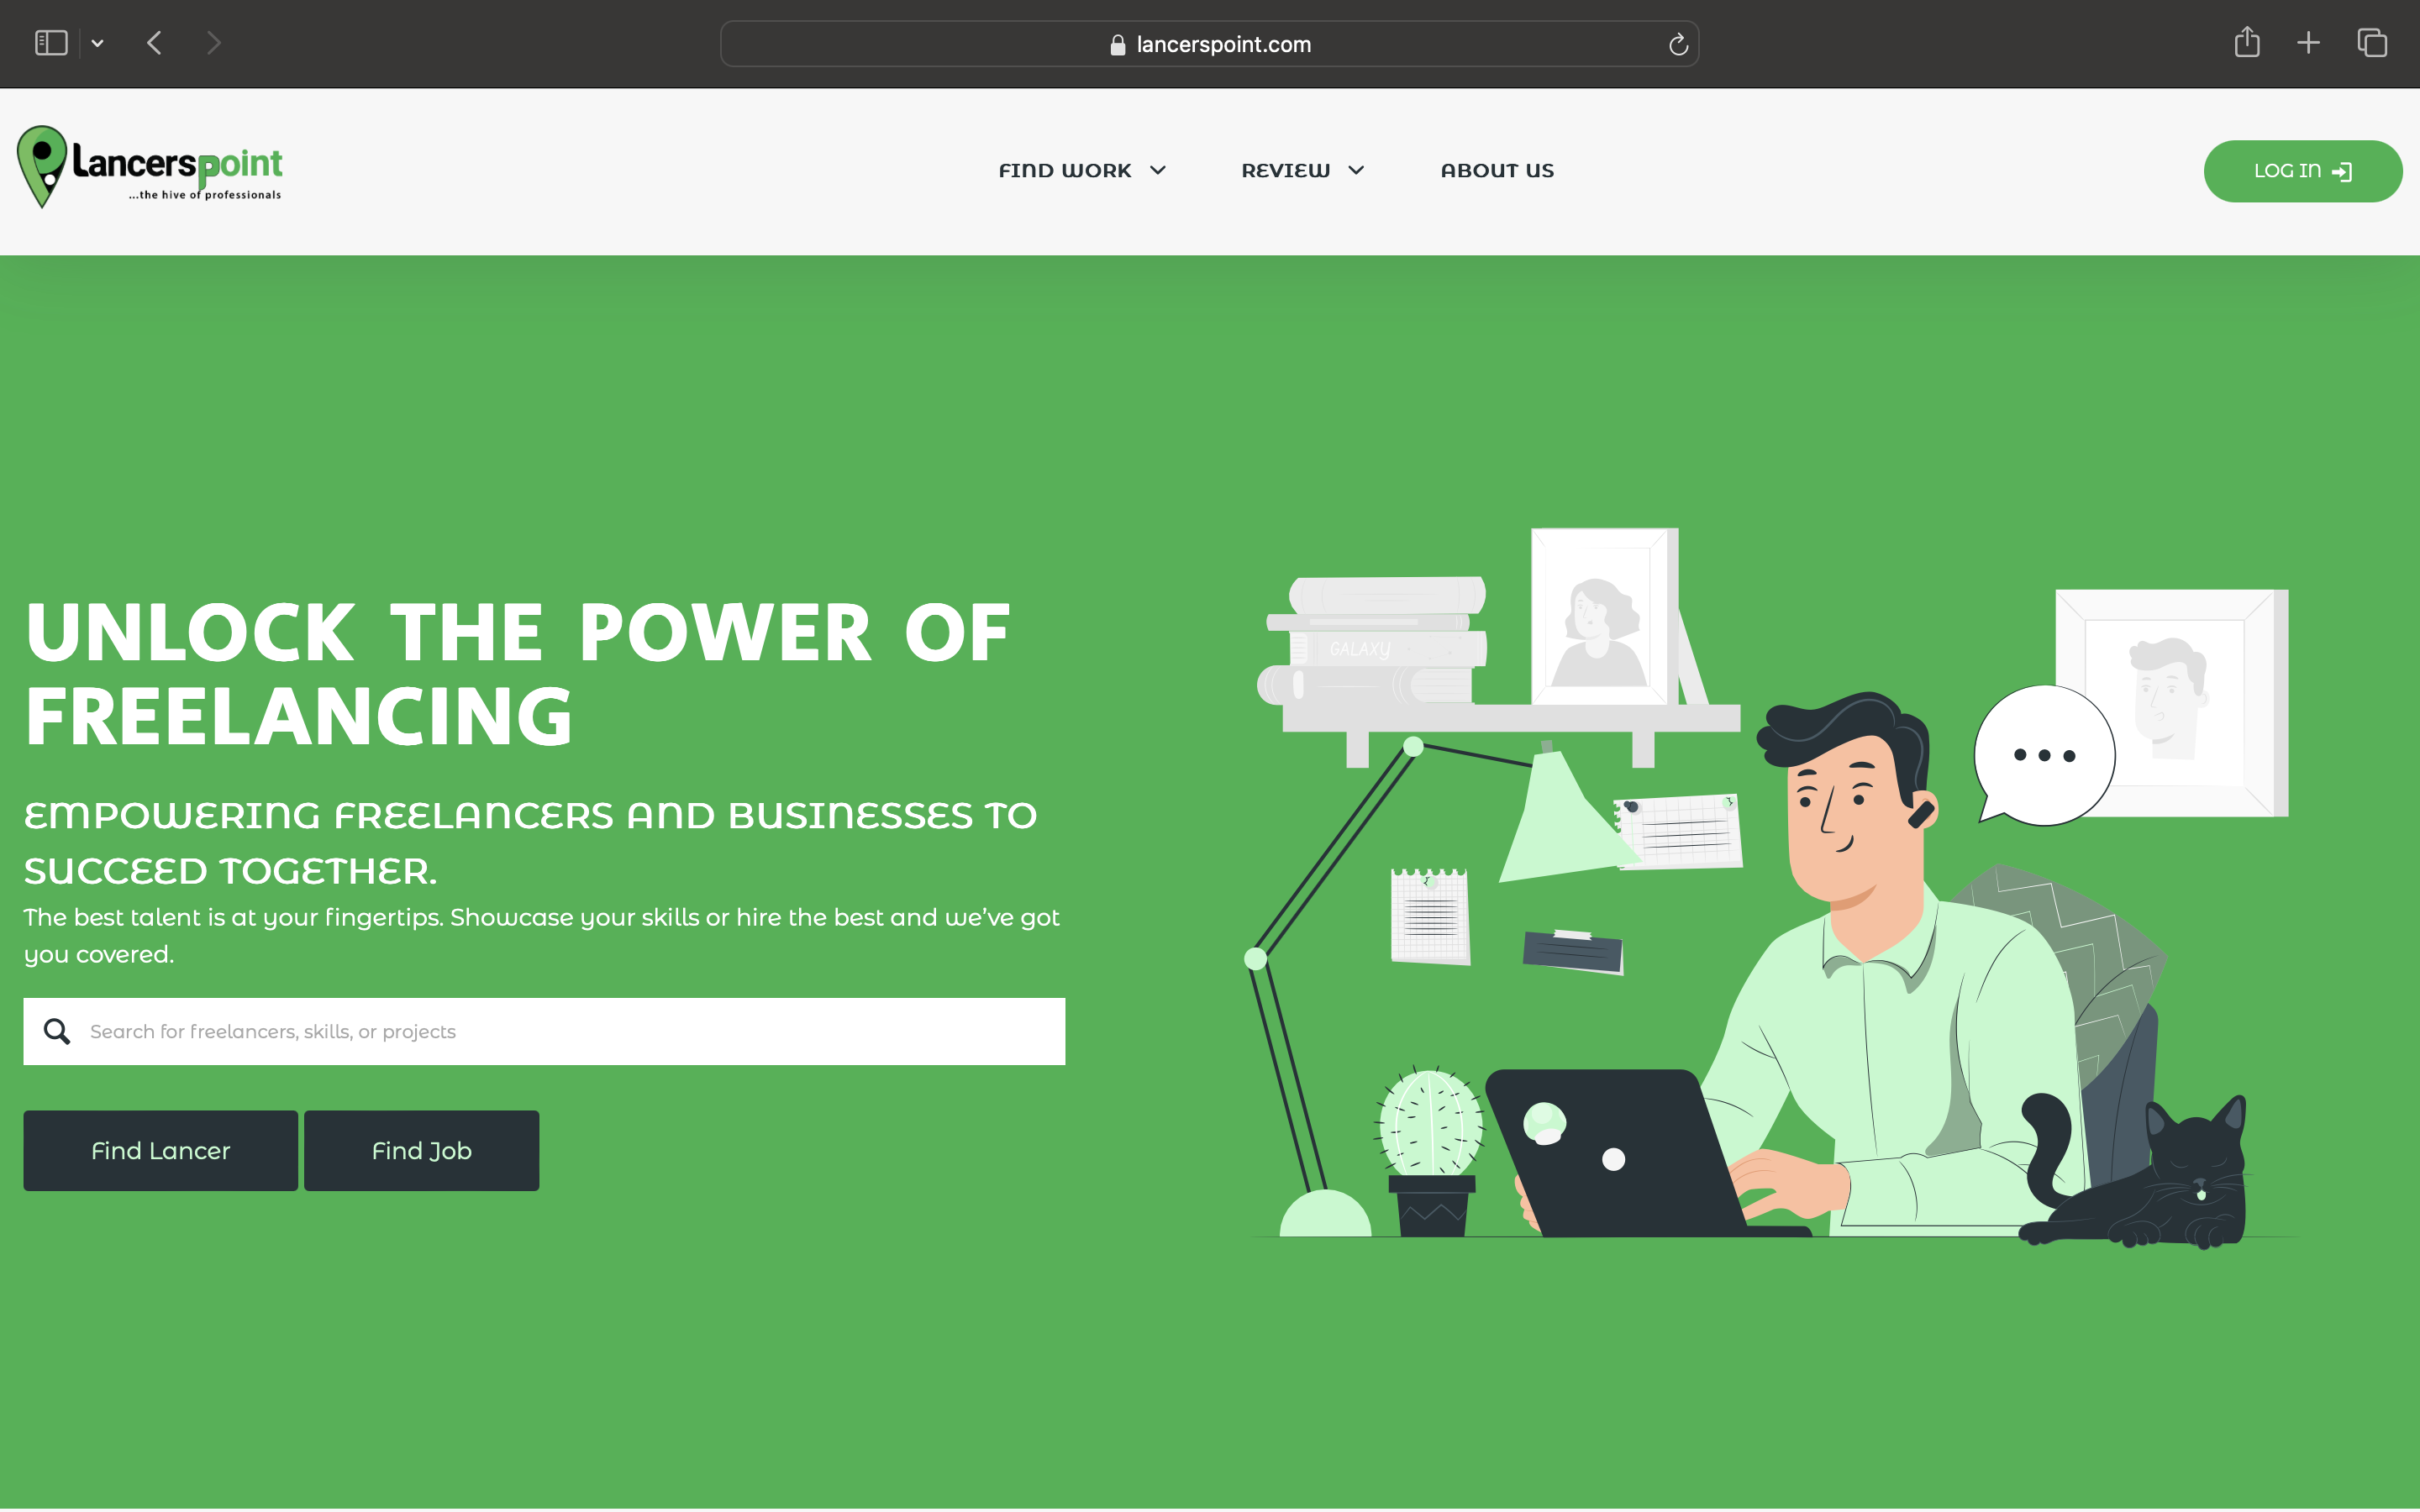 lancerspoint.com
Lancerspoint
...the hive of professionals
FIND WORK
REVIEW
ABOUT US
LOG IN
UNLOCK THE POWER OF
FREELANCING
EMPOWERING FREELANCERS AND BUSINESSES TO
SUCCEED TOGETHER.
The best talent is at your fingertips. Showcase your skills or hire the best and we’ve got
you covered.
Search for freelancers, skills, or projects
Find Lancer
Find Job
GALAXY